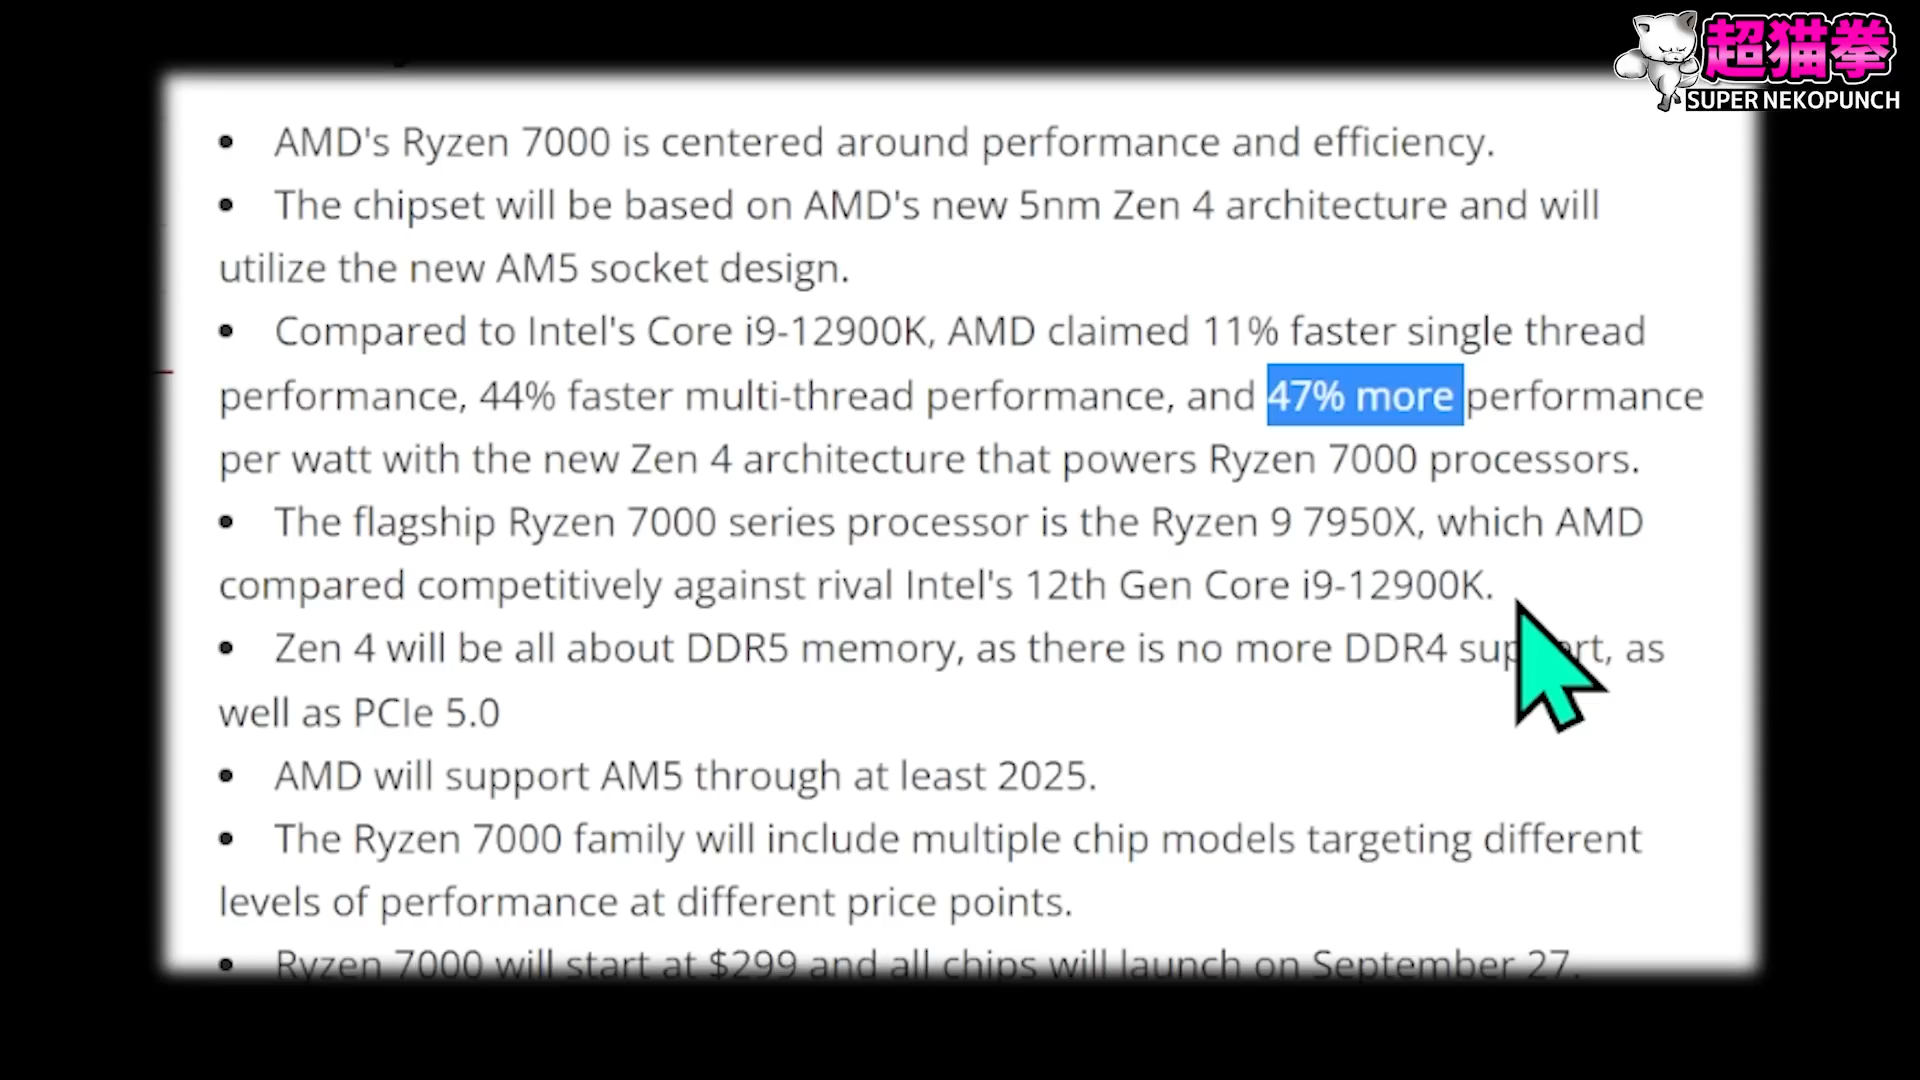 超猫拳
SUPER NEKOPUNCH
• AMD's Ryzen 7000 is centered around performance and efficiency.
• The chipset will be based on AMD's new 5nm Zen 4 architecture and will
utilize the new AM5 socket design.
• Compared to Intel's Core i9-12900K, AMD claimed 11% faster single thread
performance, 44% faster multi-thread performance, and 47% more performance
per watt with the new Zen 4 architecture that powers Ryzen 7000 processors.
• The flagship Ryzen 7000 series processor is the Ryzen 9 7950X, which AMD
compared competitively against rival Intel's 12th Gen Core i9-12900K.
• Zen 4 will be all about DDR5 memory, as there is no more DDR4 support, as
well as PCIe 5.0
• AMD will support AM5 through at least 2025.
• The Ryzen 7000 family will include multiple chip models targeting different
levels of performance at different price points.
• Ryzen 7000 will start at $299 and all chips will launch on September 27.